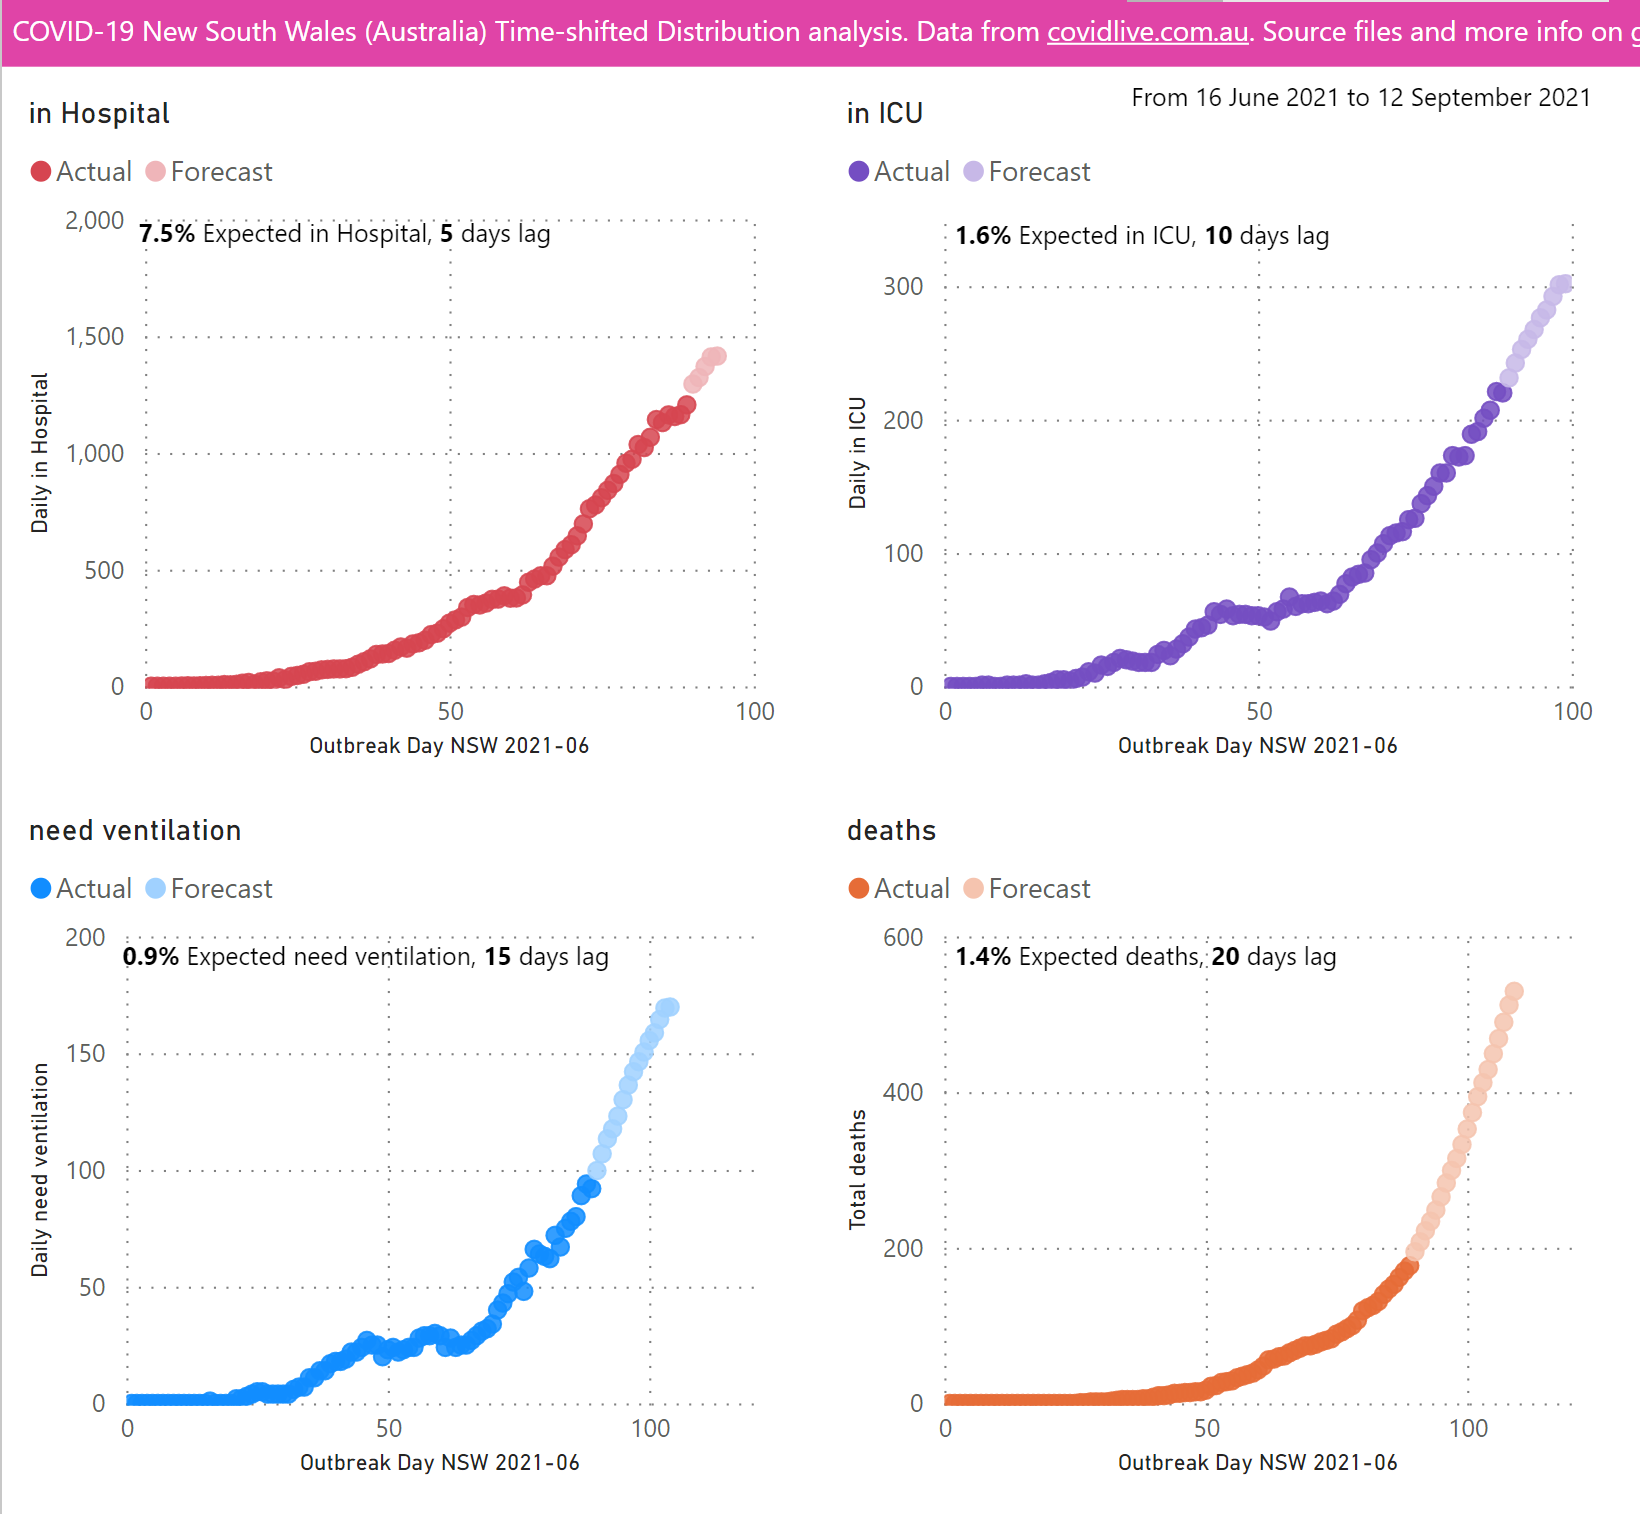 COVID-19 New South Wales (Australia) Time-shifted Distribution analysis. Data from covidlive.com.au. Source files and more info on
From 16 June 2021 to 12 September 2021
in Hospital
Actual Forecast
7.5% Expected in Hospital, 5 days lag
2,000
1,500
1,000
500
0
Daily in Hospital
0 50 100
Outbreak Day NSW 2021-06
in ICU
Actual Forecast
1.6% Expected in ICU, 10 days lag
300
200
100
0
Daily in ICU
0 50 100
Outbreak Day NSW 2021-06
need ventilation
Actual Forecast
200
0.9% Expected need ventilation, 15 days lag
150
100
50
0
Daily need ventilation
0 50 100
Outbreak Day NSW 2021-06
deaths
Actual Forecast
600
1.4% Expected deaths, 20 days lag
400
200
0
Total deaths
0 50 100
Outbreak Day NSW 2021-06